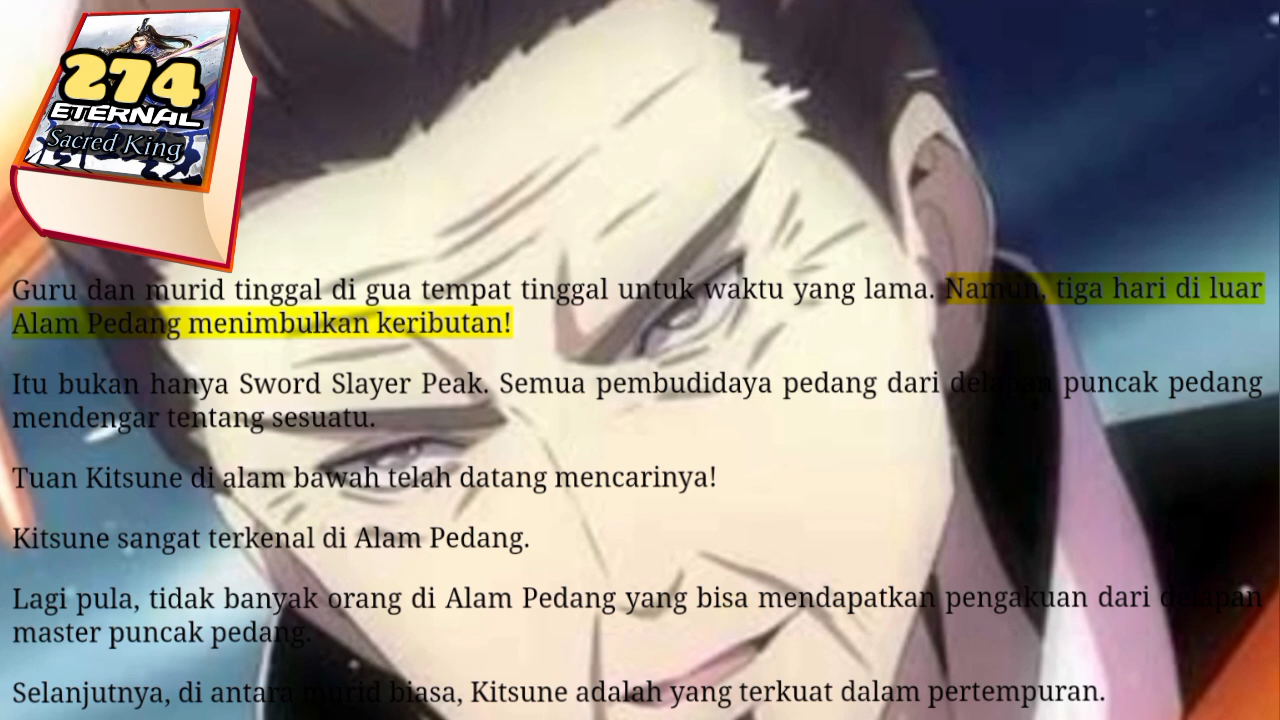 274
ETERNAL
Sacred King
Guru dan murid tinggal di gua tempat tinggal untuk waktu yang lama. Namun, tiga hari di luar
Alam Pedang menimbulkan keributan!
Itu bukan hanya Sword Slayer Peak. Semua pembudidaya pedang dari delapan puncak pedang
mendengar tentang sesuatu.
Tuan Kitsune di alam bawah telah datang mencarinya!
Kitsune sangat terkenal di Alam Pedang.
Lagi pula, tidak banyak orang di Alam Pedang yang bisa mendapatkan pengakuan dari delapan
master puncak pedang.
Selanjutnya, di antara murid biasa, Kitsune adalah yang terkuat dalam pertempuran.